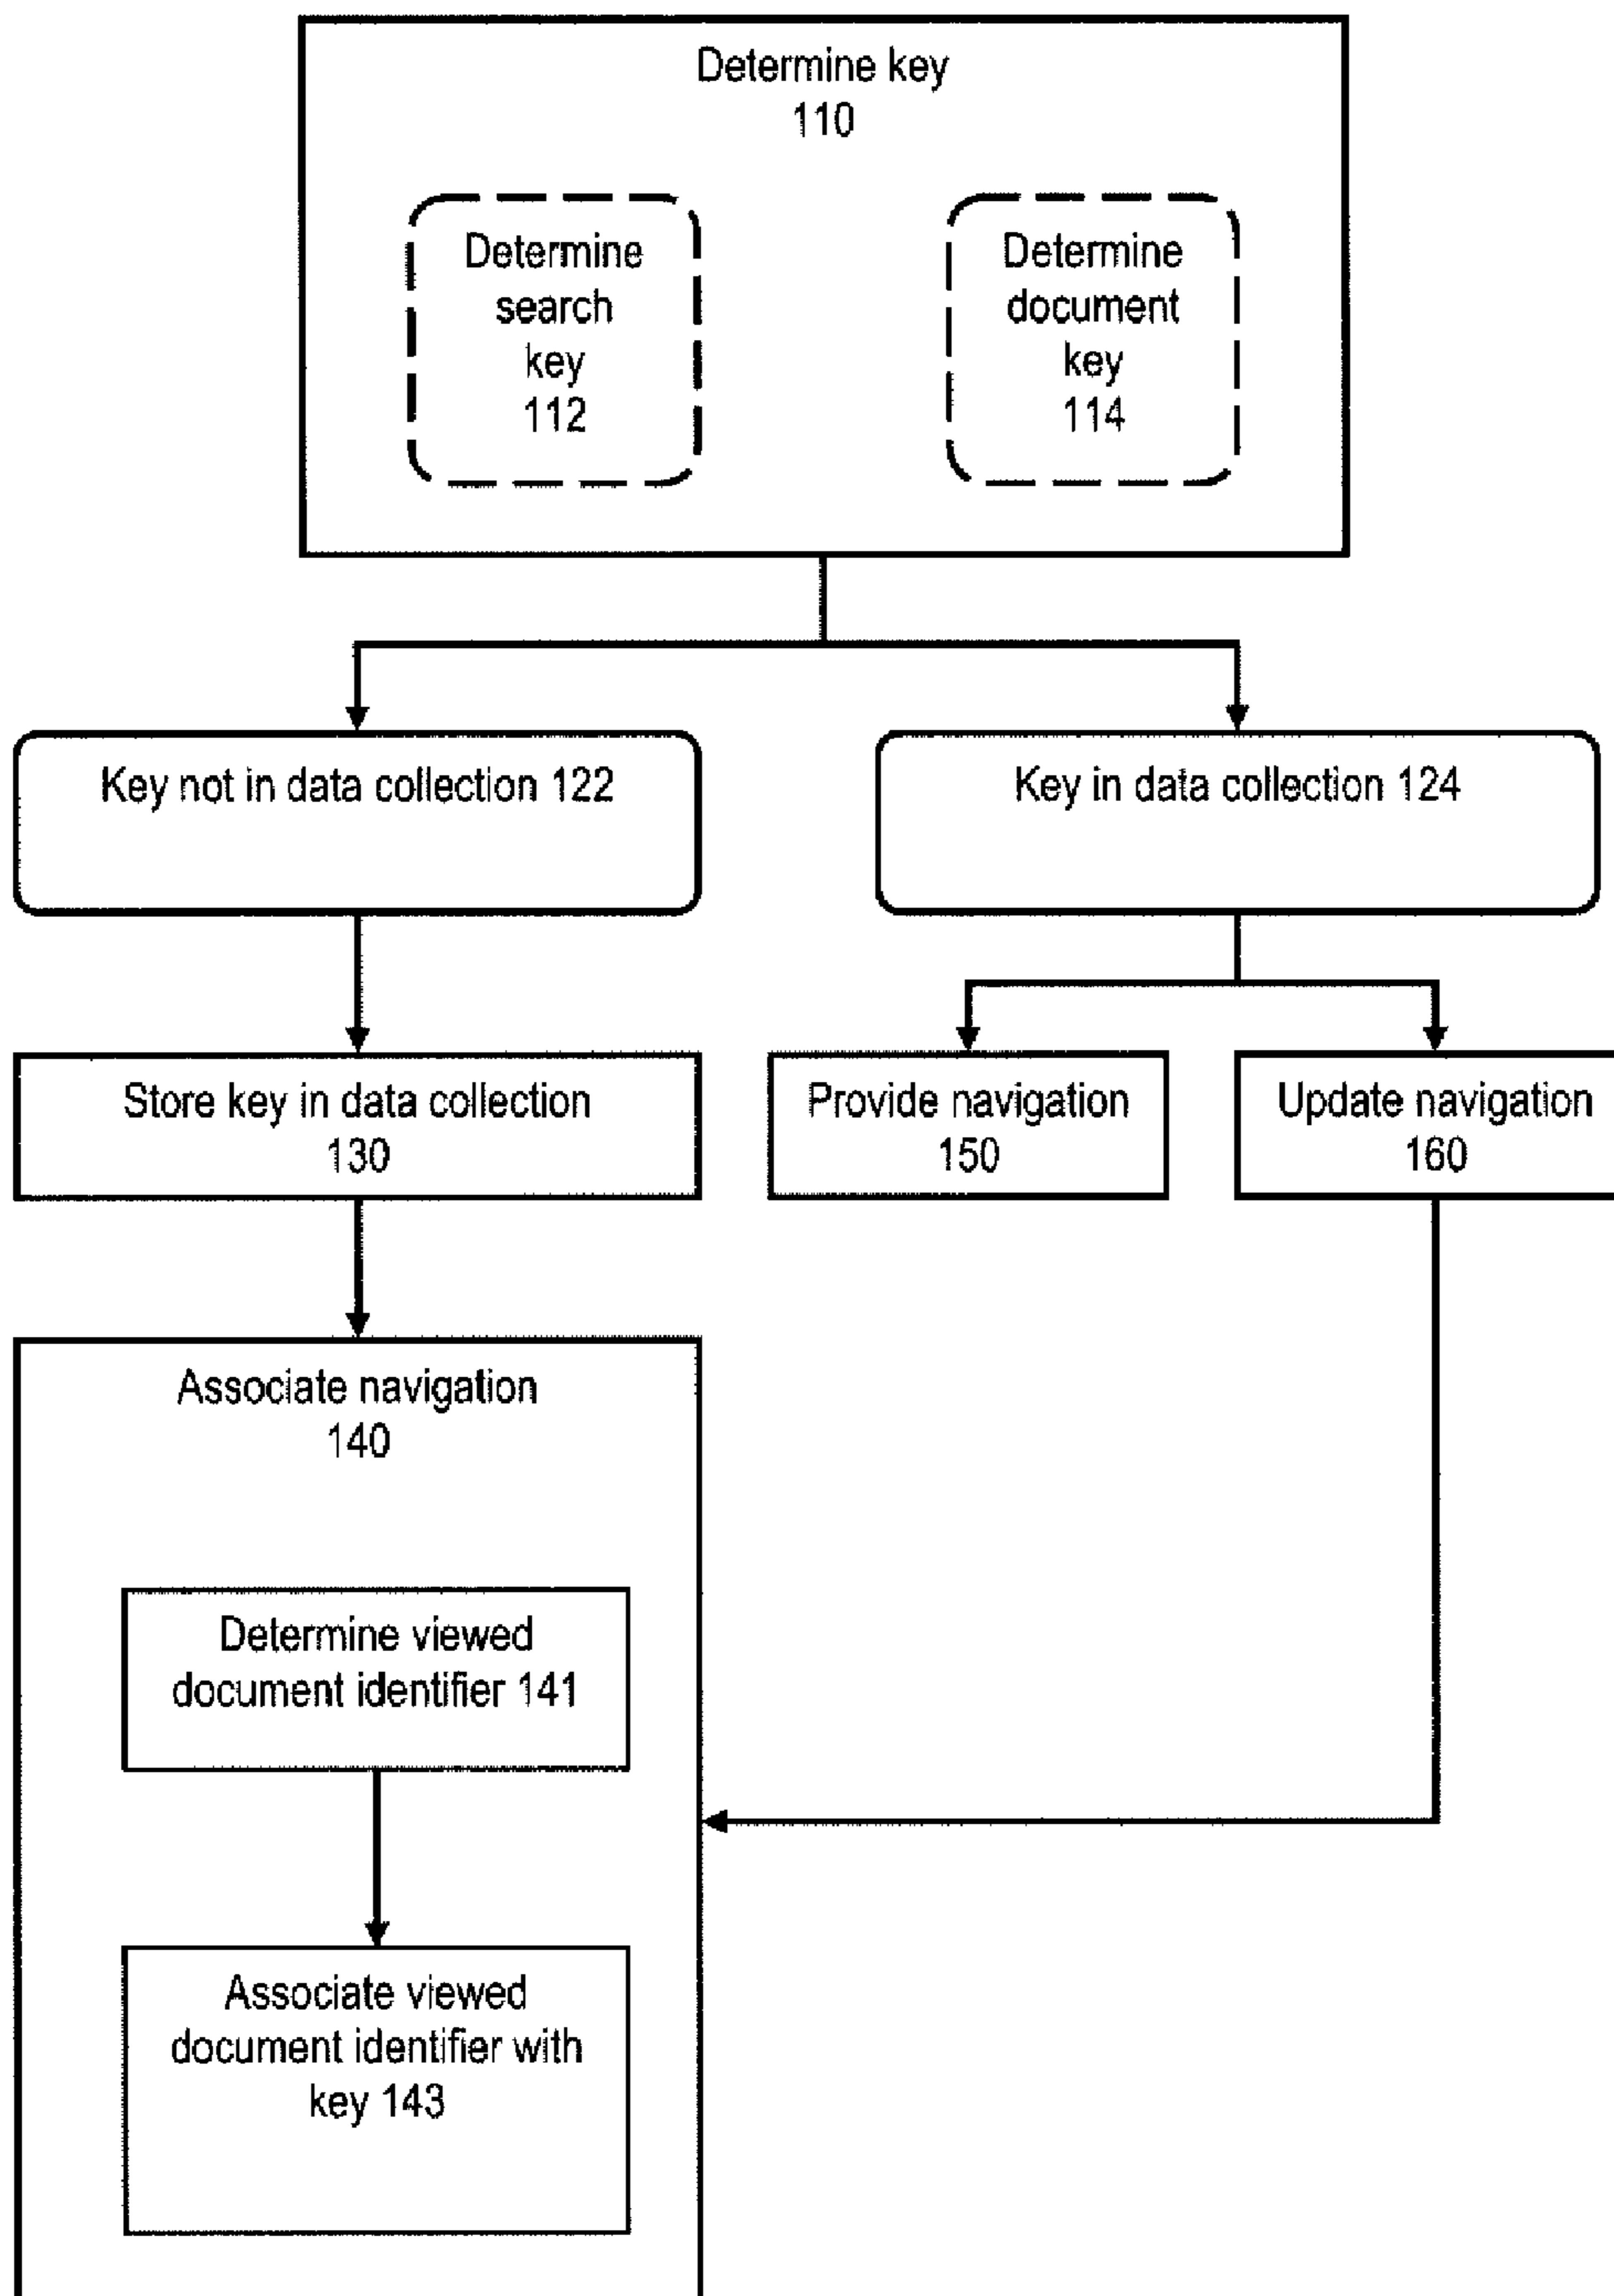 Determine key
110
Determine
search
key
112
Determine
document
key
114
Key not in data collection 122
Key in data collection 124
Store key in data collection
130
Provide navigation
150
Update navigation
160
Associate navigation
140
Determine viewed
document identifier 141
Associate viewed
document identifier with
key 143